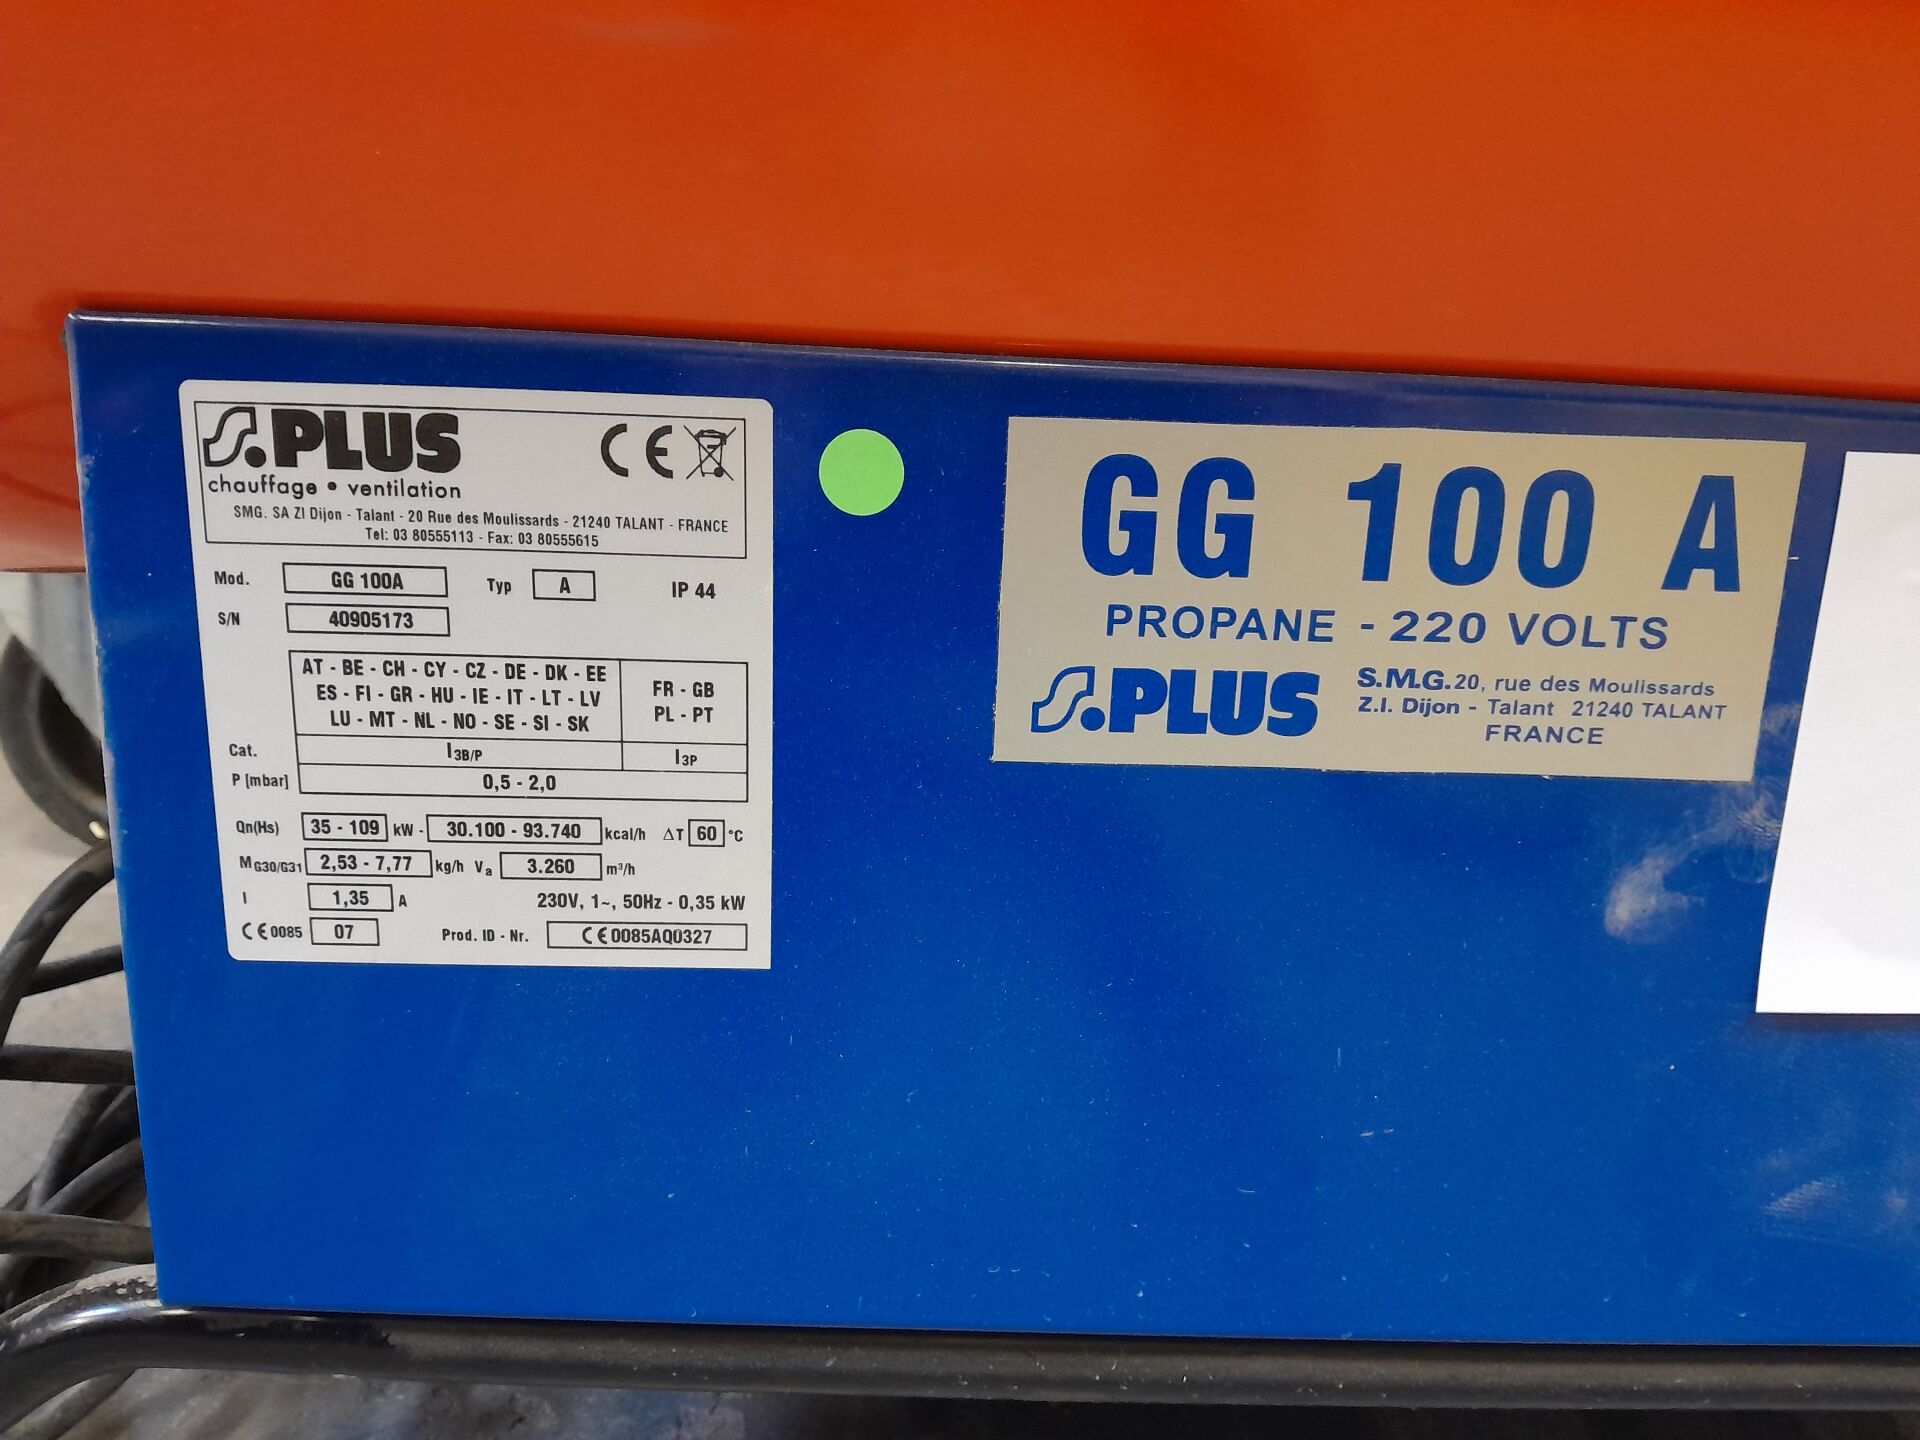 S.PLUS
chauffage • ventilation
CE
SMG. SA ZI Dijon - Talant - 20 Rue des Moulissards - 21240 TALANT - FRANCE
Tel: 03 80555113 - Fax: 03 80555615
Mod. GG 100A Typ A IP 44
S/N 40905173
AT - BE - CH - CY - CZ - DE - DK - EE
ES - FI - GR - HU - IE - IT - LT - LV
LU - MT - NL - NO - SE - SI - SK
FR - GB
PL - PT
Cat. I3B/P I3P
P [mbar] 0,5 - 2,0
Qn(Hs) 35 - 109 kW - 30.100 - 93.740 kcal/h ΔT 60 °C
M G30/G31 2,53 - 7,77 kg/h Va 3.260 m³/h
I 1,35 A 230V, 1~, 50Hz - 0,35 kW
CE0085 07 Prod. ID - Nr. CE0085AQ0327
GG 100 A
PROPANE - 220 VOLTS
S.PLUS
S.M.G. 20, rue des Moulissards
Z.I. Dijon - Talant 21240 TALANT
FRANCE